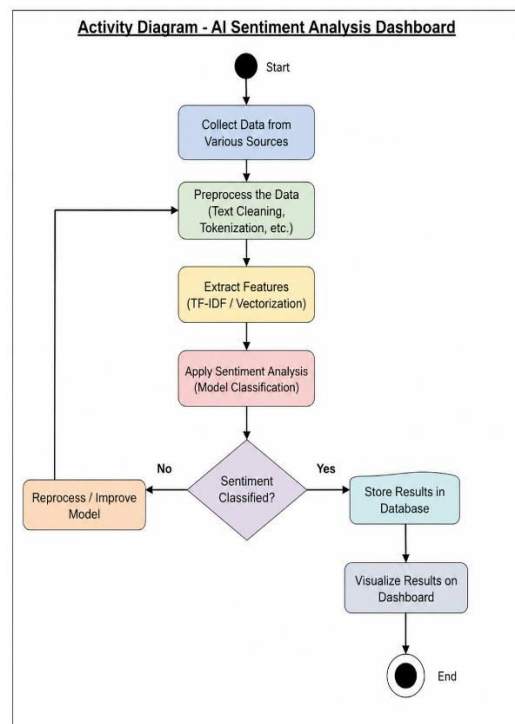 Activity Diagram - AI Sentiment Analysis Dashboard
Start
Collect Data from
Various Sources
Preprocess the Data
(Text Cleaning,
Tokenization, etc.)
Extract Features
(TF-IDF / Vectorization)
Apply Sentiment Analysis
(Model Classification)
No
Yes
Sentiment
Classified?
Reprocess / Improve
Model
Store Results in
Database
Visualize Results on
Dashboard
End